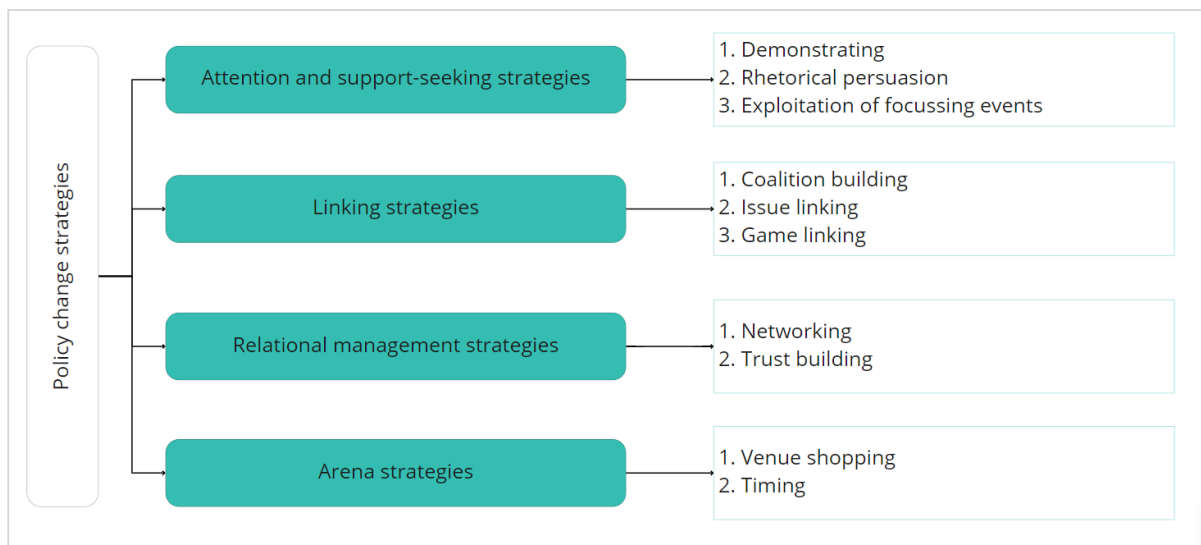 Policy change strategies
Attention and support-seeking strategies
1. Demonstrating
2. Rhetorical persuasion
3. Exploitation of focussing events
Linking strategies
1. Coalition building
2. Issue linking
3. Game linking
Relational management strategies
1. Networking
2. Trust building
Arena strategies
1. Venue shopping
2. Timing